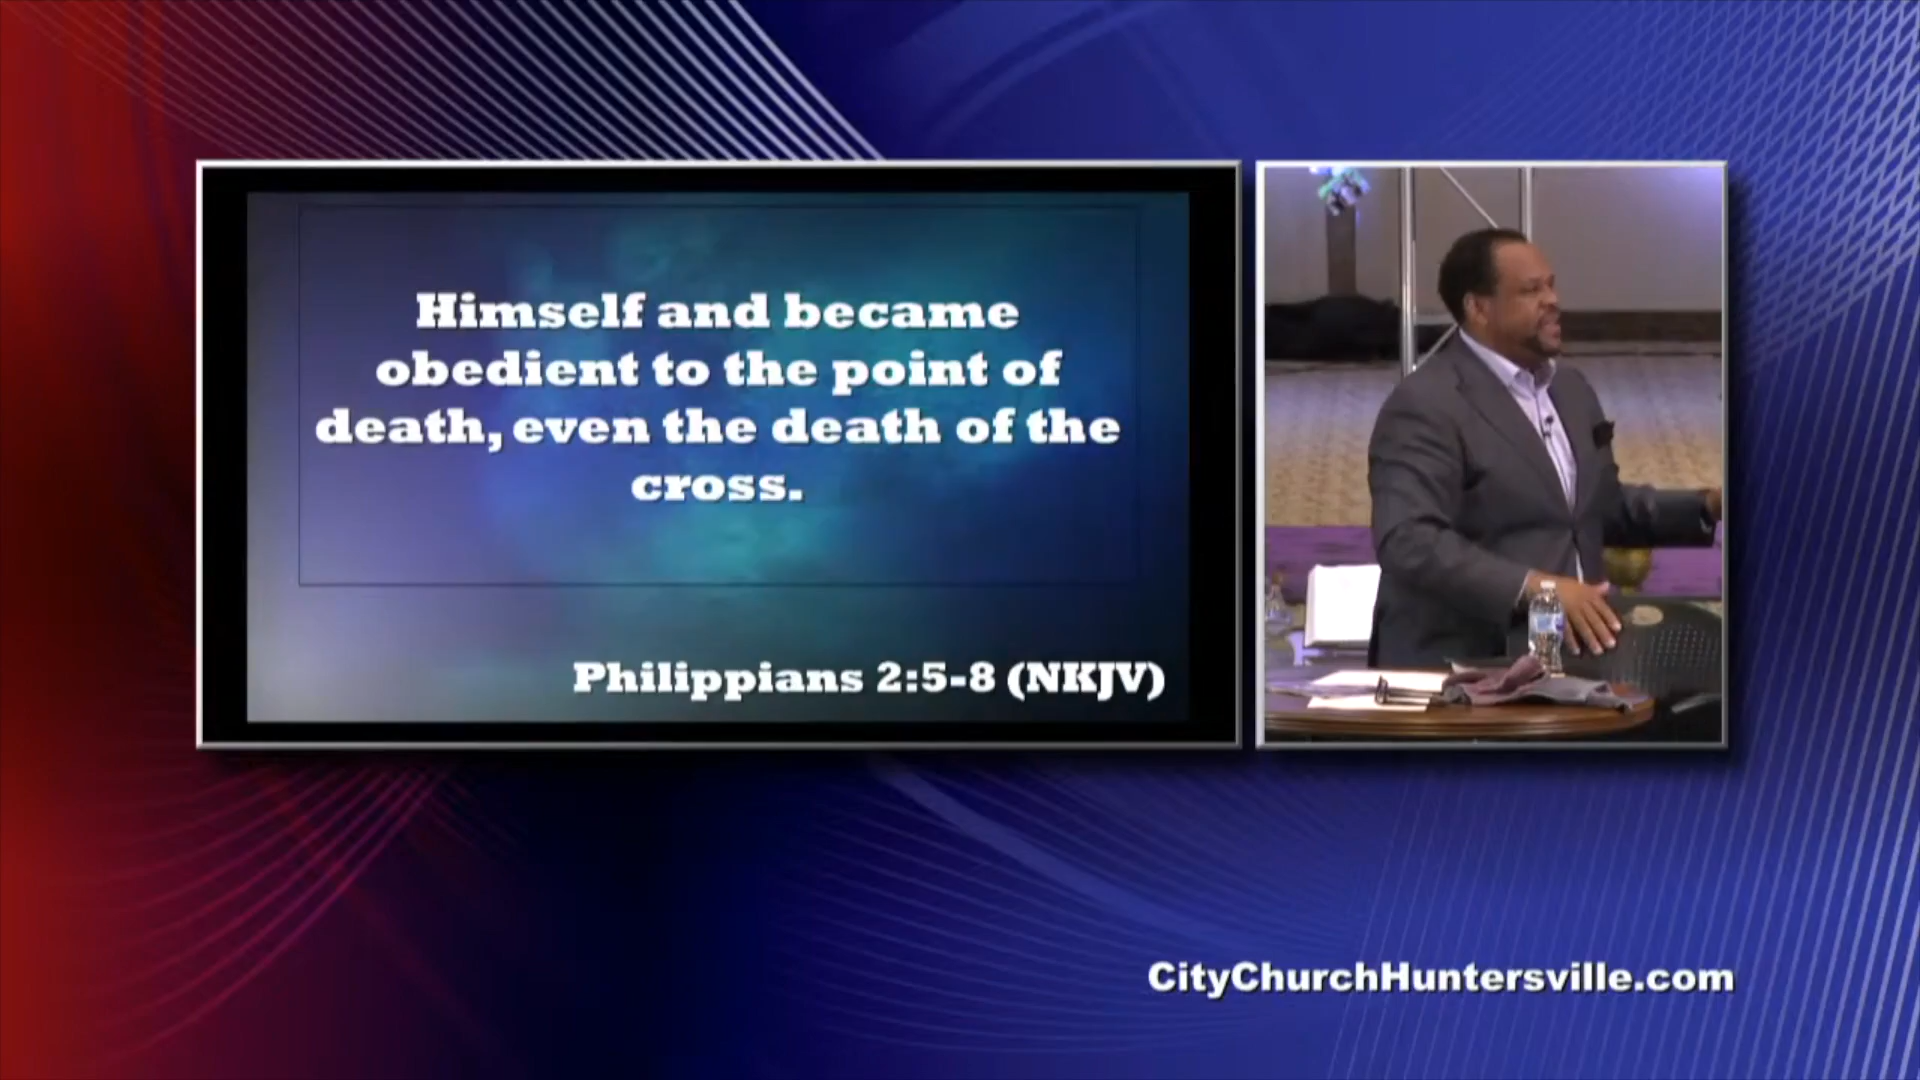 Himself and became
obedient to the point of
death, even the death of the
cross.
Philippians 2:5-8 (NKJV)
CityChurchHuntersville.com